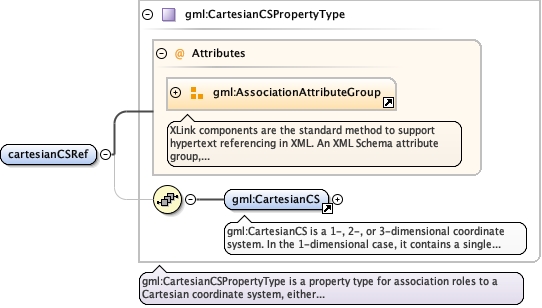 gml:CartesianCSPropertyType
@ Attributes
gml:AssociationAttributeGroup
XLink components are the standard method to support
hypertext referencing in XML. An XML Schema attribute
group,...
cartesianCSRef
gml:CartesianCS
gml:CartesianCS is a 1-, 2-, or 3-dimensional coordinate
system. In the 1-dimensional case, it contains a single...
gml:CartesianCSPropertyType is a property type for association roles to a
Cartesian coordinate system, either...